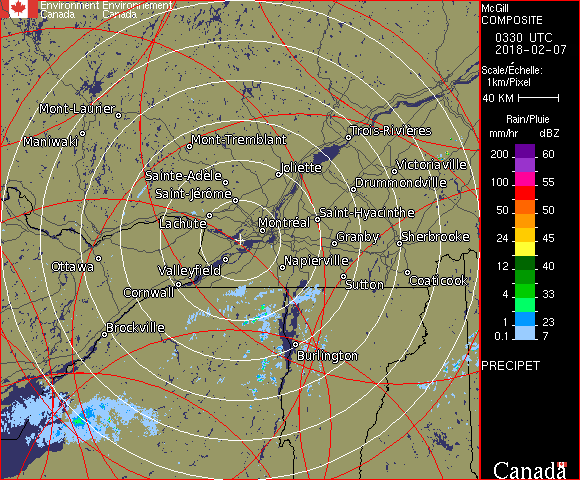 Environment Environnement
Canada Canada
McGill
COMPOSITE
0330 UTC
2018-02-07
Scale/Échelle:
1km/Pixel
40 KM
Rain/Pluie
mm/hr dBZ
200 60
100 55
50 50
24 45
12 40
4 33
1 23
0.1 7
PRECIPET
Canada
Mont-Laurier
Maniwaki
Mont-Tremblant
Trois-Rivières
Joliette
Victoriaville
Sainte-Adèle
Drummondville
Saint-Jérôme
Saint-Hyacinthe
Lachute
Montréal
Granby
Sherbrooke
Ottawa
Valleyfield
Napierville
Sutton
Coaticook
Cornwall
Brockville
Burlington